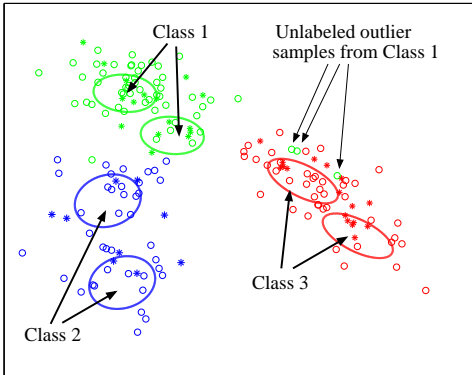 Class 1
Unlabeled outlier
samples from Class 1
Class 3
Class 2